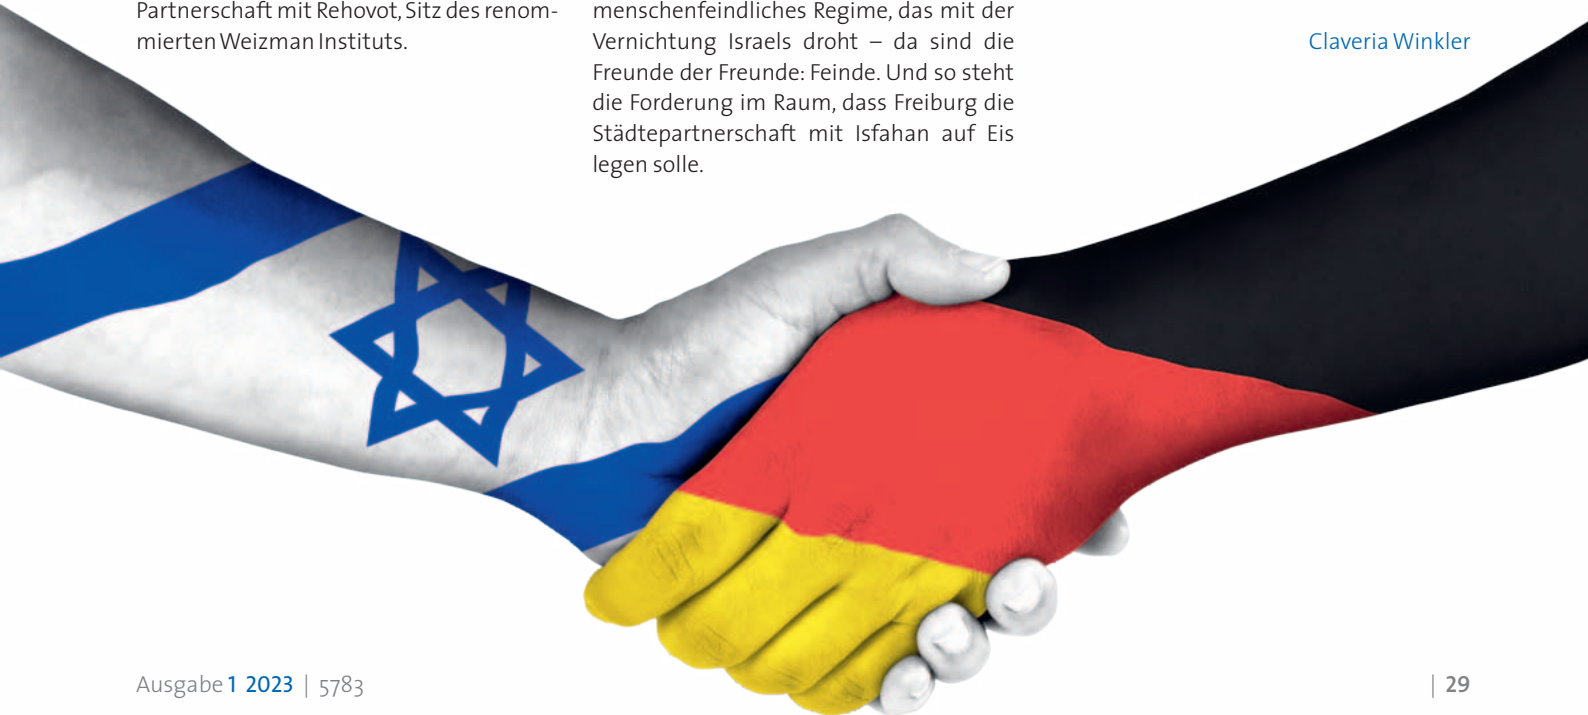 Partnerschaft mit Rehovot, Sitz des renom-
mierten Weizman Instituts.
menschenfeindliches Regime, das mit der
Vernichtung Israels droht – da sind die
Freunde der Freunde: Feinde. Und so steht
die Forderung im Raum, dass Freiburg die
Städtepartnerschaft mit Isfahan auf Eis
legen solle.
Claveria Winkler
Ausgabe 1 2023 | 5783
| 29